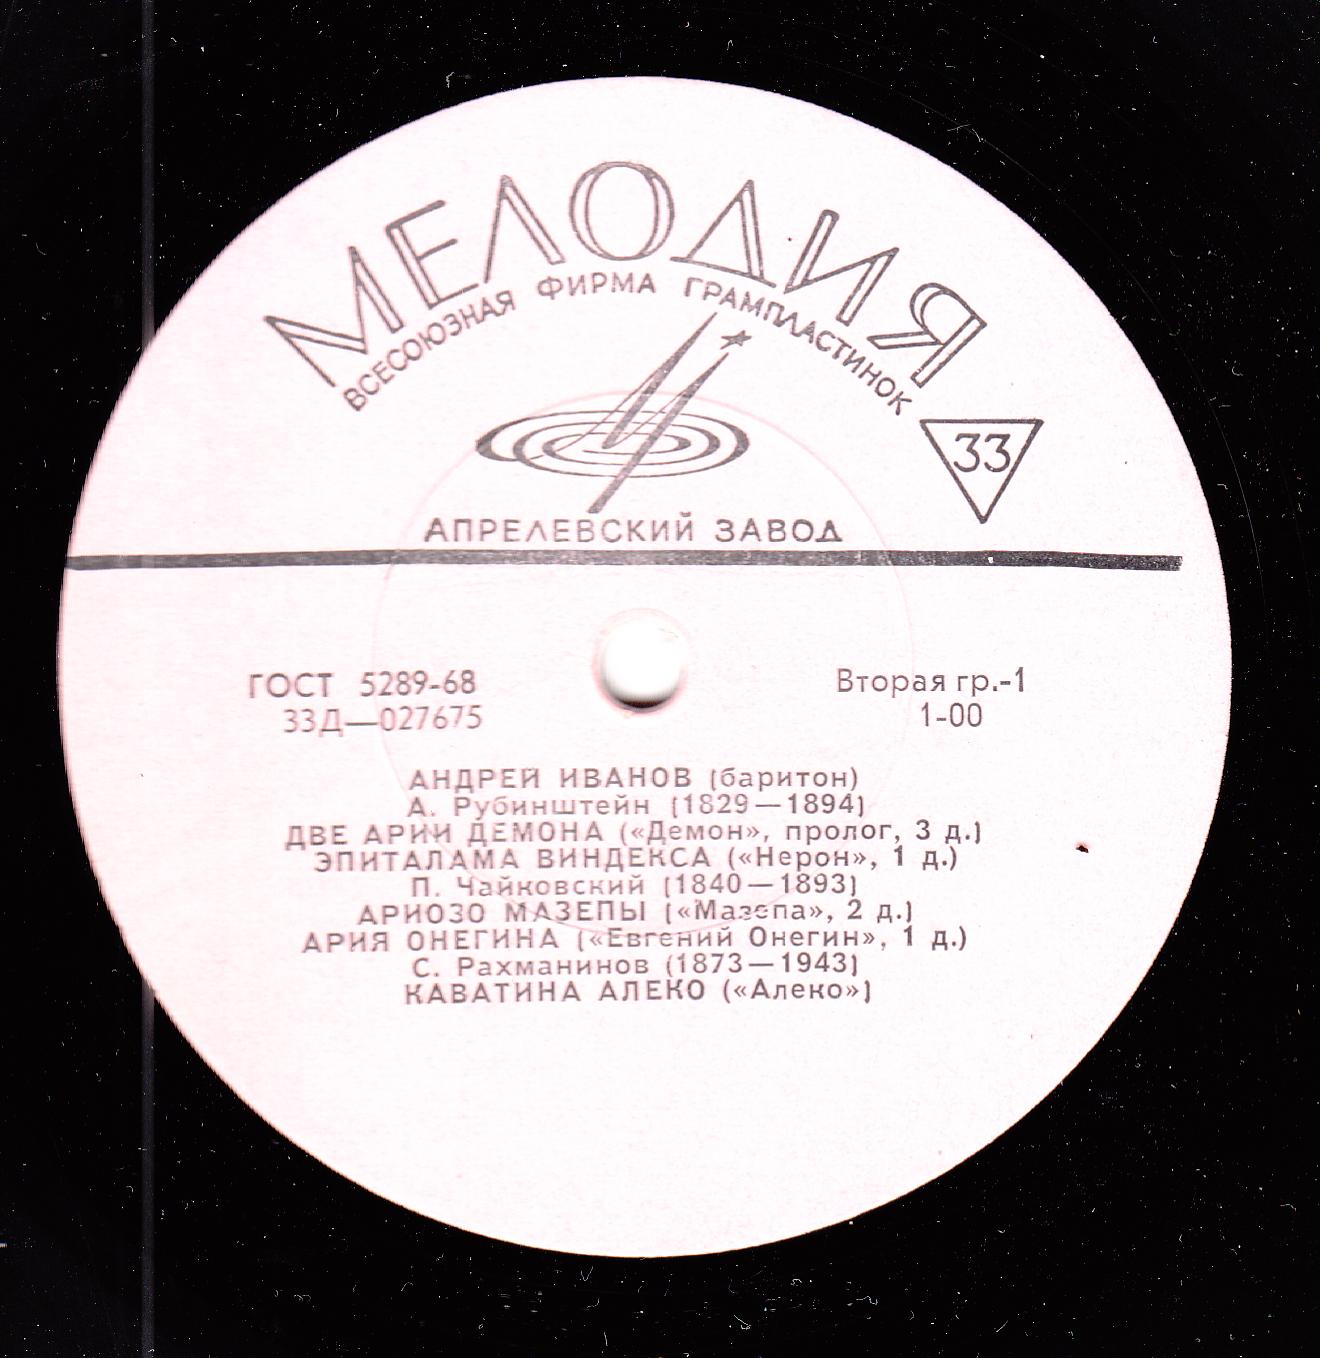 МЕЛОДИЯ
ВСЕСОЮЗНАЯ ФИРМА ГРАМПЛАСТИНОК
33
АПРЕЛЕВСКИЙ ЗАВОД
ГОСТ 5289-68
33Д—027675
Вторая гр.-1
1-00
АНДРЕЙ ИВАНОВ (баритон)
А. Рубинштейн (1829—1894)
ДВЕ АРИИ ДЕМОНА («Демон», пролог, 3 д.)
ЭПИТАЛАМА ВИНДЕКСА («Нерон», 1 д.)
П. Чайковский (1840—1893)
АРИОЗО МАЗЕПЫ («Мазепа», 2 д.)
АРИЯ ОНЕГИНА («Евгений Онегин», 1 д.)
С. Рахманинов (1873—1943)
КАВАТИНА АЛЕКО («Алеко»)